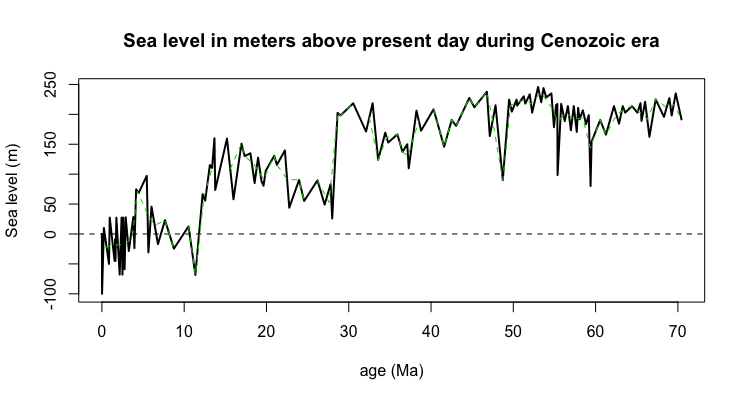 Sea level in meters above present day during Cenozoic era
250
150
50
0
-100
Sea level (m)
0 10 20 30 40 50 60 70
age (Ma)